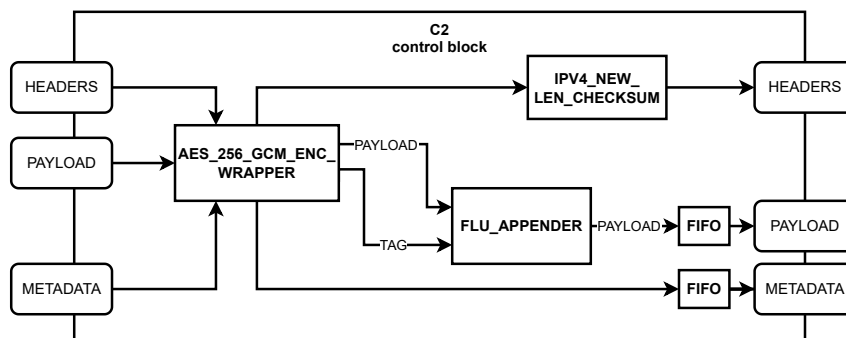 C2
control block
HEADERS
IPV4_NEW_
LEN_CHECKSUM
HEADERS
PAYLOAD
AES_256_GCM_ENC_
WRAPPER
PAYLOAD
TAG
FLU_APPENDER
PAYLOAD
FIFO
PAYLOAD
METADATA
FIFO
METADATA